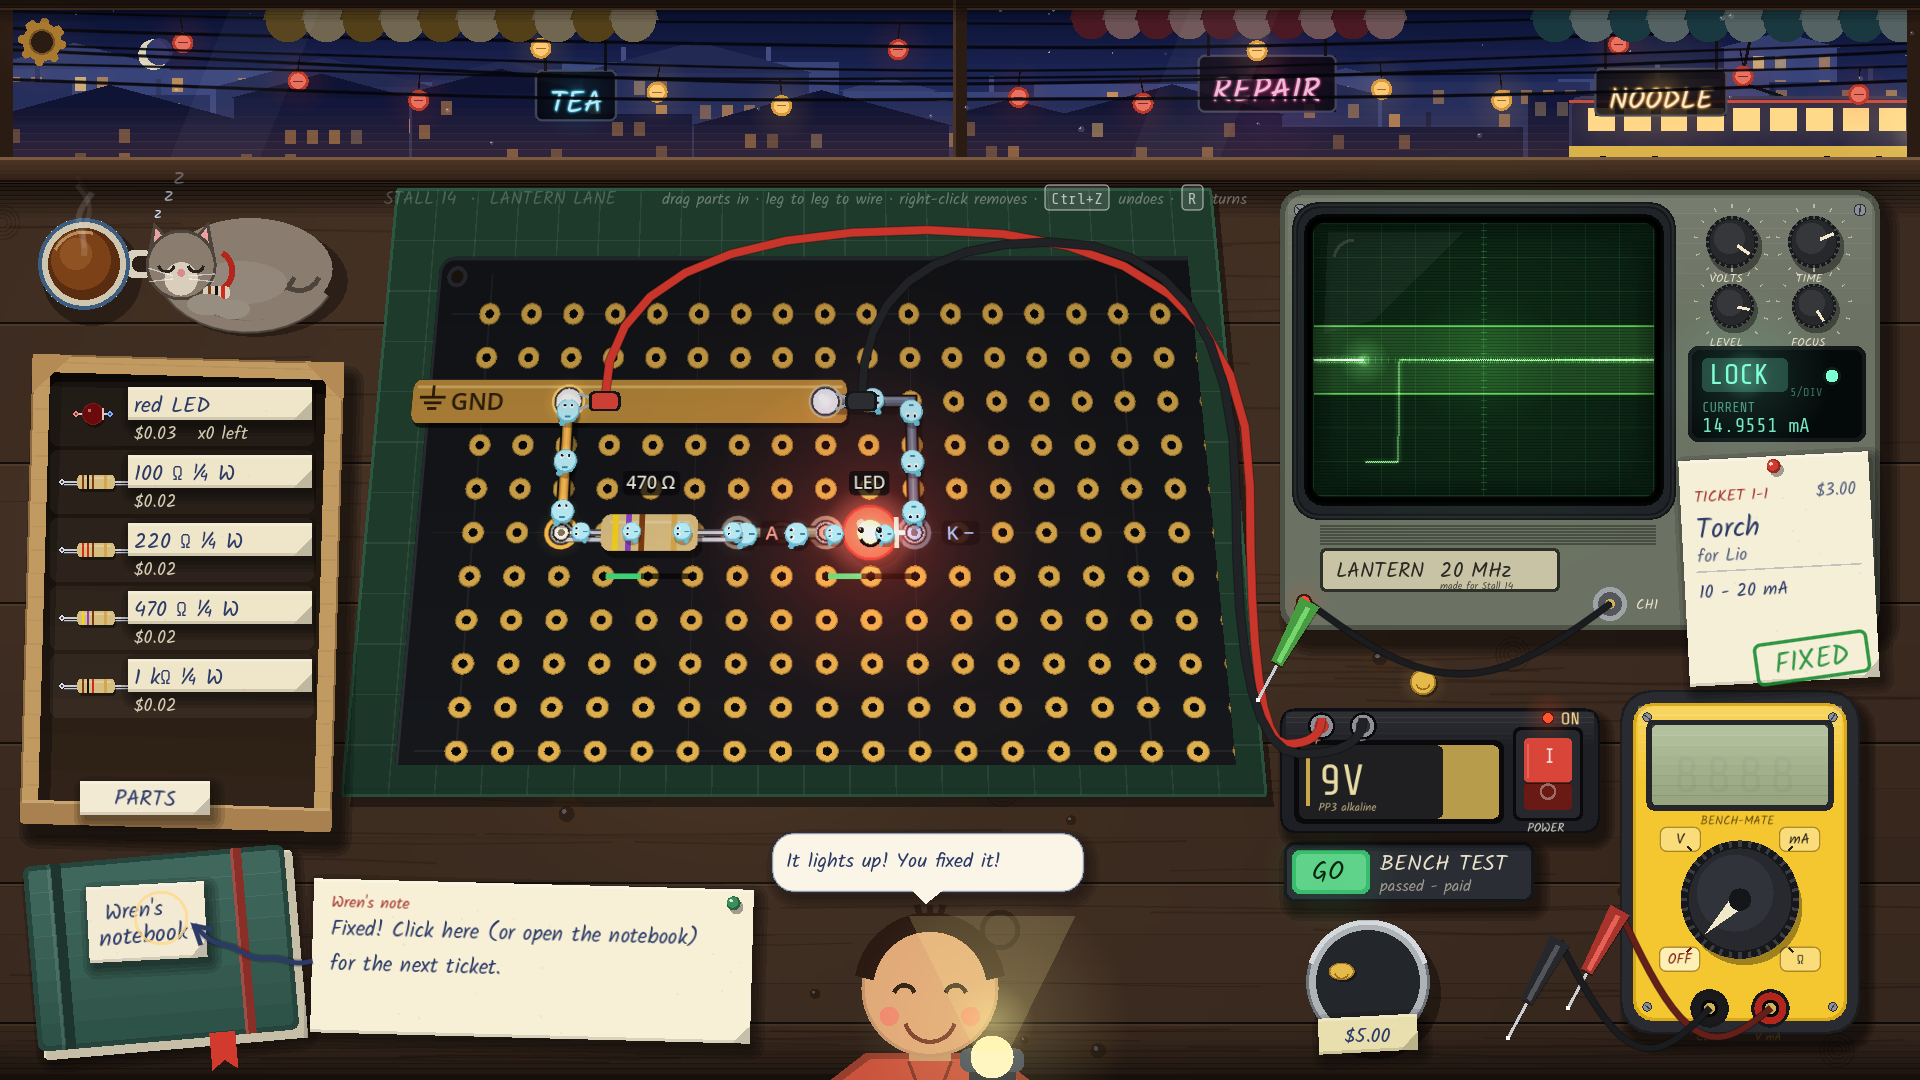 TEA
REPAIR
NOODLE
STALL 14 · LANTERN LANE
drag parts in · leg to leg to wire · right-click removes · Ctrl+Z undoes · R turns
z
z
z
red LED
$0.03 x0 left
100 Ω ¼ W
$0.02
220 Ω ¼ W
$0.02
470 Ω ¼ W
$0.02
1 kΩ ¼ W
$0.02
PARTS
GND
470 Ω
LED
A
K −
VOLTS
TIME
LEVEL
FOCUS
LOCK
5/DIV
CURRENT
14.9551 mA
LANTERN 20 MHz
made for Stall 14
CH1
TICKET 1-1
$3.00
Torch
for Lio
10 - 20 mA
FIXED
ON
9V
PP3 alkaline
I
POWER
GO
BENCH TEST
passed - paid
BENCH-MATE
V
mA
OFF
Ω
$5.00
Wren's
notebook
Wren's note
Fixed! Click here (or open the notebook)
for the next ticket.
It lights up! You fixed it!